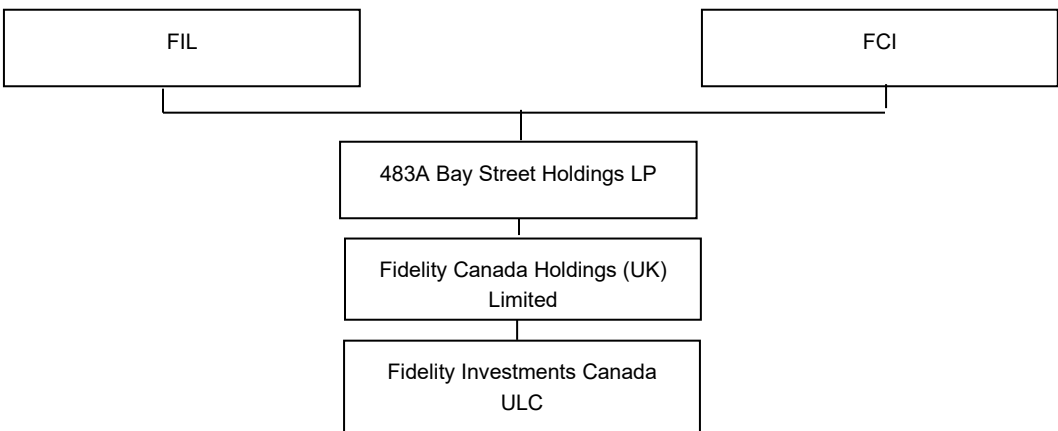 FIL
FCI
483A Bay Street Holdings LP
Fidelity Canada Holdings (UK)
Limited
Fidelity Investments Canada
ULC